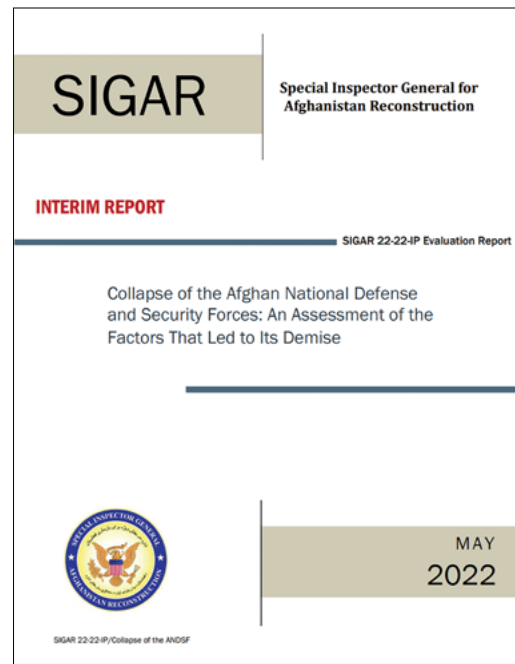 SIGAR
Special Inspector General for
Afghanistan Reconstruction
INTERIM REPORT
SIGAR 22-22-IP Evaluation Report
Collapse of the Afghan National Defense
and Security Forces: An Assessment of the
Factors That Led to Its Demise
SPECIAL INSPECTOR GENERAL
AFGHANISTAN RECONSTRUCTION
MAY
2022
SIGAR 22-22-IP/Collapse of the ANDSF